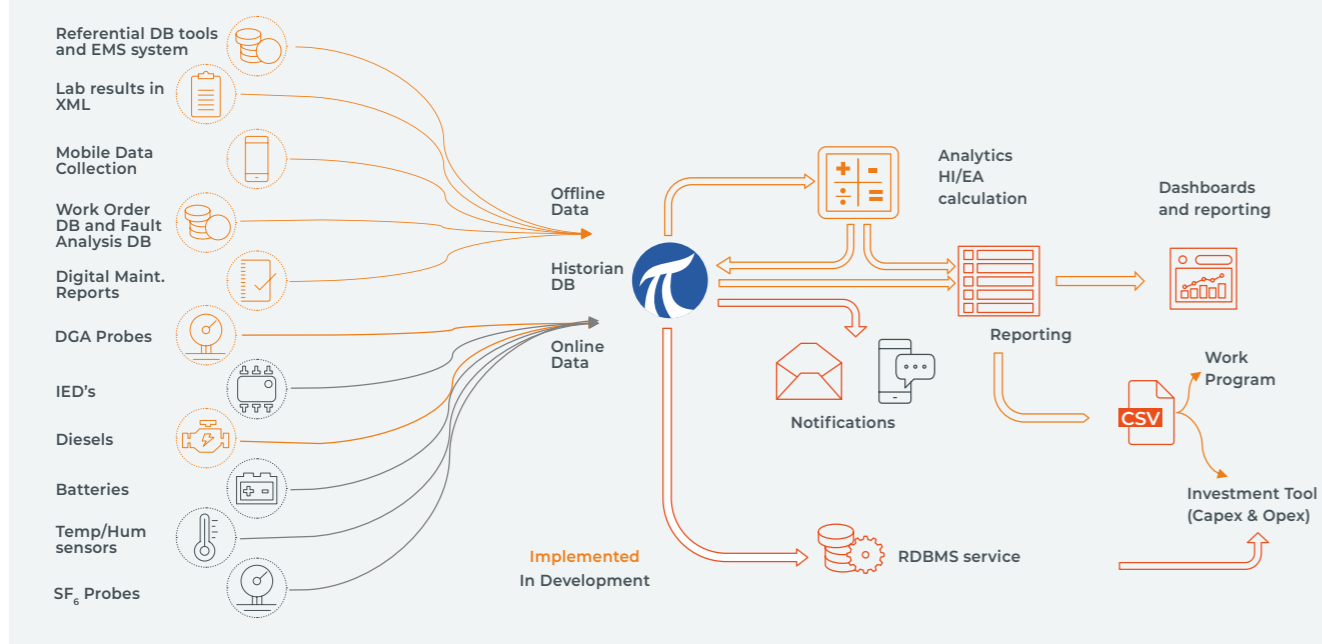 Referential DB tools
and EMS system
Lab results in
XML
Mobile Data
Collection
Work Order
DB and Fault
Analysis DB
Digital Maint.
Reports
DGA Probes
IED's
Diesels
Batteries
Temp/Hum
sensors
SF6 Probes
Offline
Data
Historian
DB
Online
Data
Implemented
In Development
Analytics
HI/EA
calculation
Reporting
Notifications
RDBMS service
Dashboards
and reporting
CSV
Work
Program
Investment Tool
(Capex & Opex)